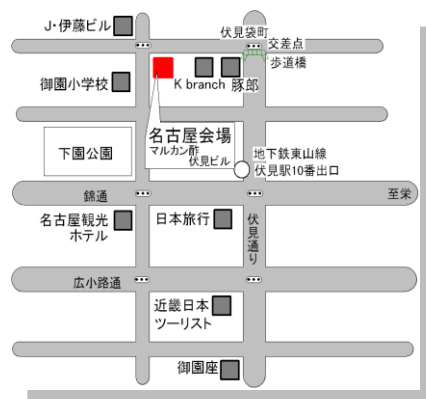 J・伊藤ビル
伏見袋町
交差点
歩道橋
御園小学校
K branch
豚郎
名古屋会場
マルカン酢
伏見ビル
下園公園
地下鉄東山線
伏見駅10番出口
錦通
至栄
名古屋観光
ホテル
日本旅行
伏見通り
広小路通
近畿日本
ツーリスト
御園座